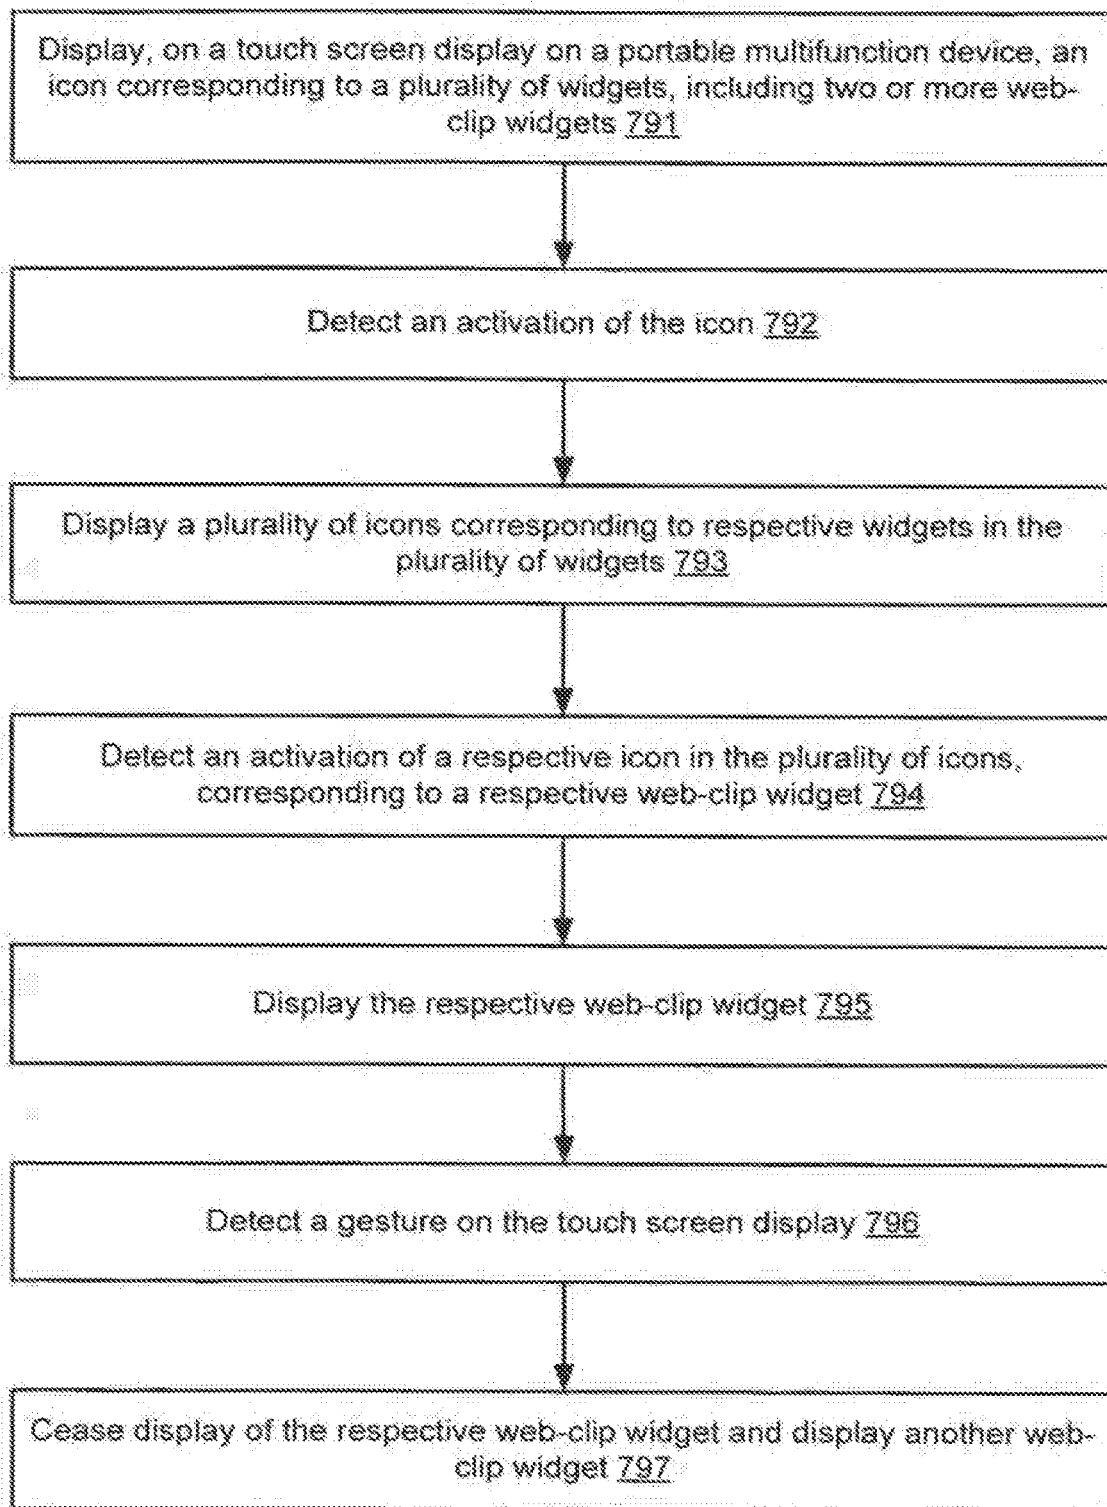 Display, on a touch screen display on a portable multifunction device, an
icon corresponding to a plurality of widgets, including two or more web-
clip widgets 791
Detect an activation of the icon 792
Display a plurality of icons corresponding to respective widgets in the
plurality of widgets 793
Detect an activation of a respective icon in the plurality of icons,
corresponding to a respective web-clip widget 794
Display the respective web-clip widget 795
Detect a gesture on the touch screen display 796
Cease display of the respective web-clip widget and display another web-
clip widget 797